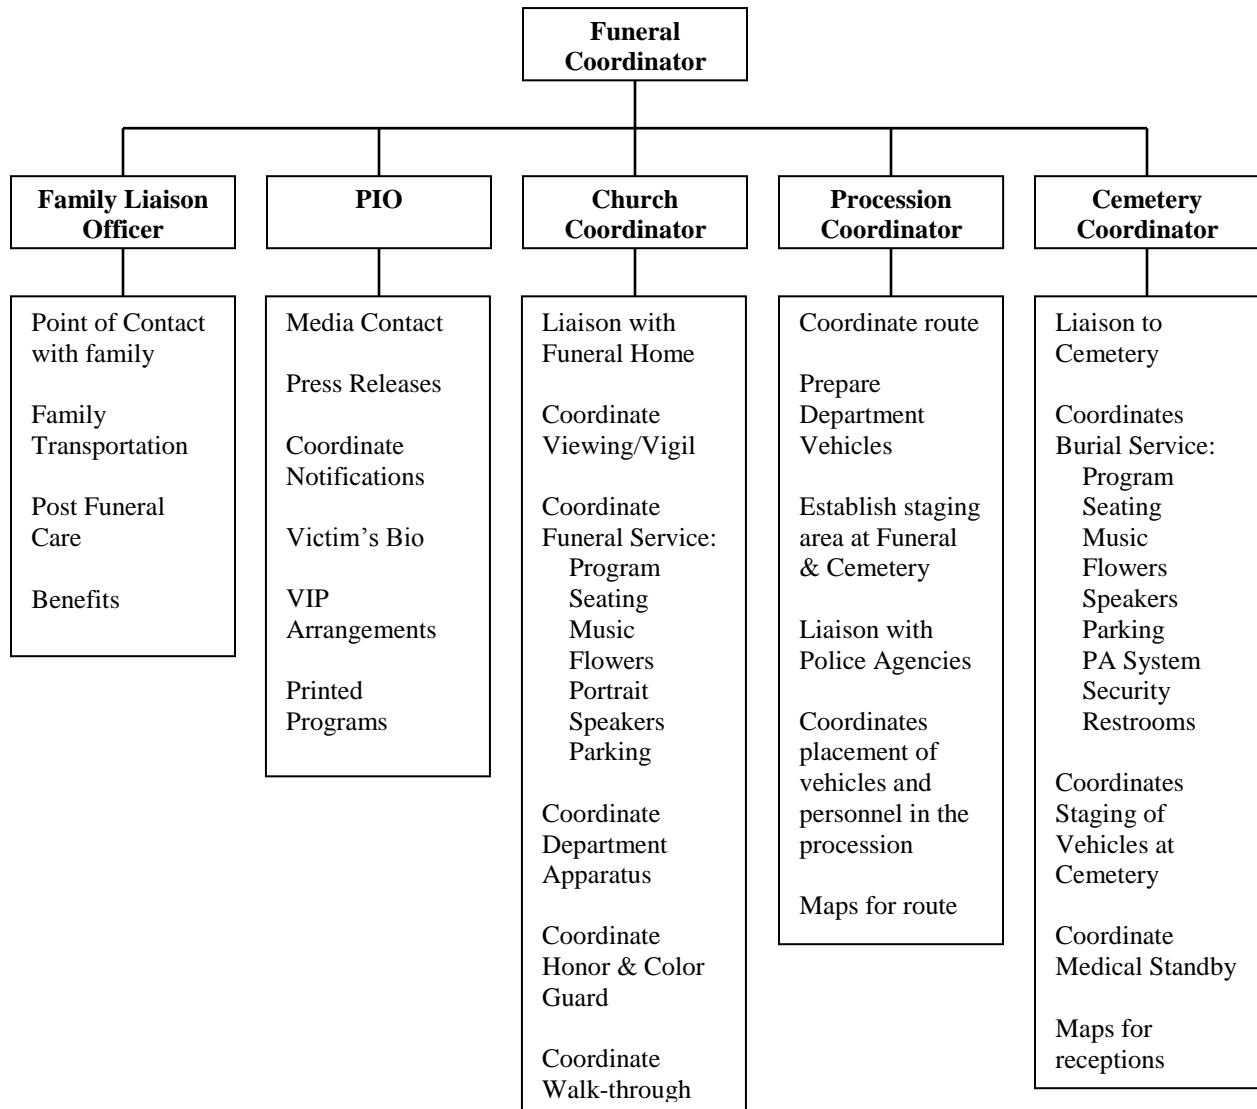 Funeral
Coordinator
Family Liaison
Officer
PIO
Church
Coordinator
Procession
Coordinator
Cemetery
Coordinator
Point of Contact
with family
Family
Transportation
Post Funeral
Care
Benefits
Media Contact
Press Releases
Coordinate
Notifications
Victim’s Bio
VIP
Arrangements
Printed
Programs
Liaison with
Funeral Home
Coordinate
Viewing/Vigil
Coordinate
Funeral Service:
Program
Seating
Music
Flowers
Portrait
Speakers
Parking
Coordinate
Department
Apparatus
Coordinate
Honor & Color
Guard
Coordinate
Walk-through
Coordinate route
Prepare
Department
Vehicles
Establish staging
area at Funeral
& Cemetery
Liaison with
Police Agencies
Coordinates
placement of
vehicles and
personnel in the
procession
Maps for route
Liaison to
Cemetery
Coordinates
Burial Service:
Program
Seating
Music
Flowers
Speakers
Parking
PA System
Security
Restrooms
Coordinates
Staging of
Vehicles at
Cemetery
Coordinate
Medical Standby
Maps for
receptions